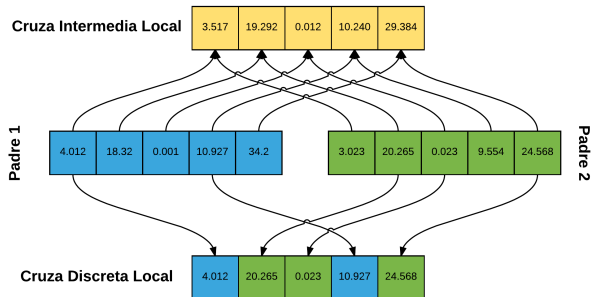 Cruza Intermedia Local
3.517 19.292 0.012 10.240 29.384
Padre 1
4.012 18.32 0.001 10.927 34.2
3.023 20.265 0.023 9.554 24.568
Padre 2
Cruza Discreta Local
4.012 20.265 0.023 10.927 24.568